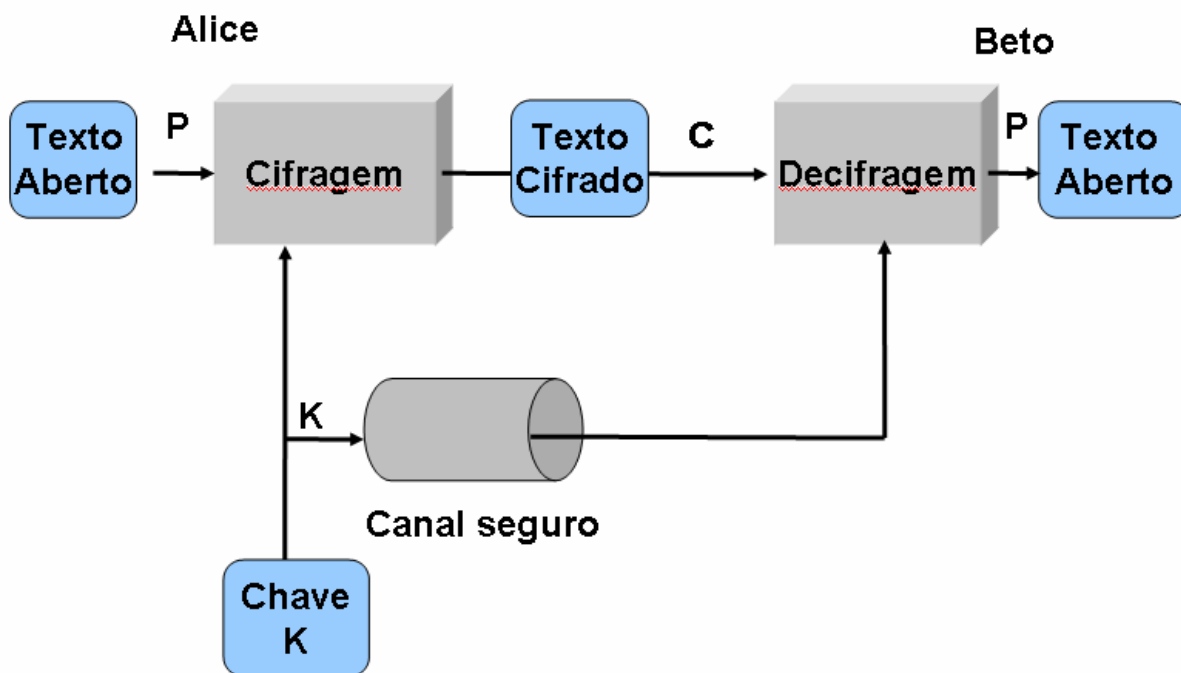 Alice
Beto
Texto
Aberto
P
Cifragem
Texto
Cifrado
C
Decifragem
P
Texto
Aberto
K
Canal seguro
Chave
K